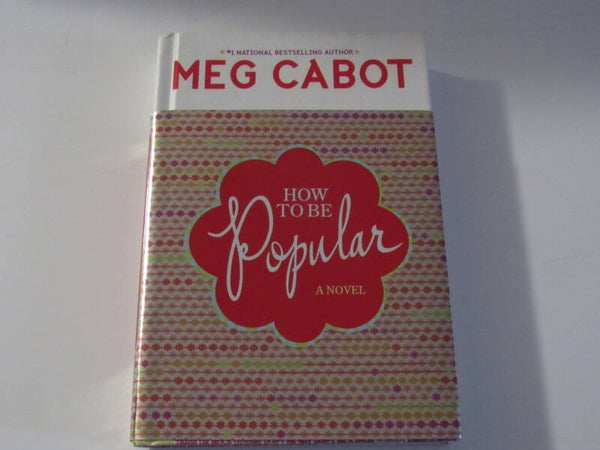 #1 NATIONAL BESTSELLING AUTHOR
MEG CABOT
HOW
TO BE
Popular
A NOVEL